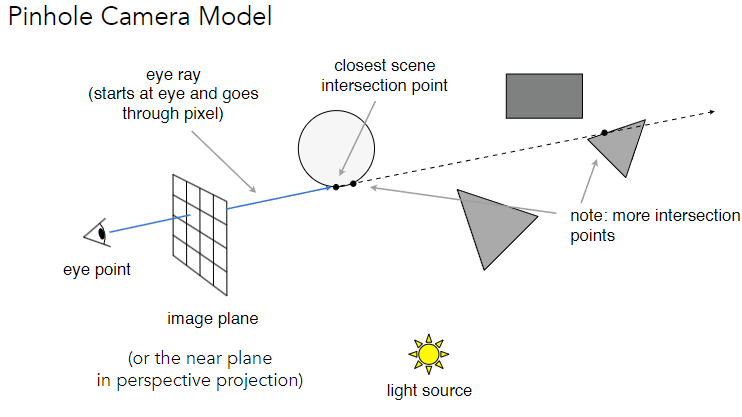 Pinhole Camera Model
eye ray
(starts at eye and goes
through pixel)
closest scene
intersection point
note: more intersection
points
eye point
image plane
(or the near plane
in perspective projection)
light source